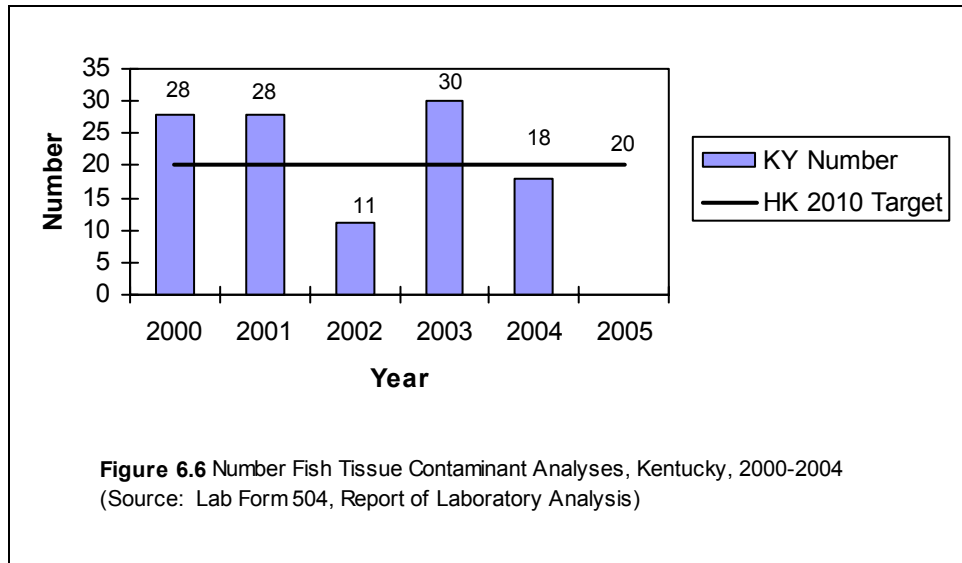 35
30
25
20
15
10
5
0
Number
28
28
11
30
18
20
2000 2001 2002 2003 2004 2005
Year
KY Number
HK 2010 Target
Figure 6.6 Number Fish Tissue Contaminant Analyses, Kentucky, 2000-2004
(Source: Lab Form 504, Report of Laboratory Analysis)